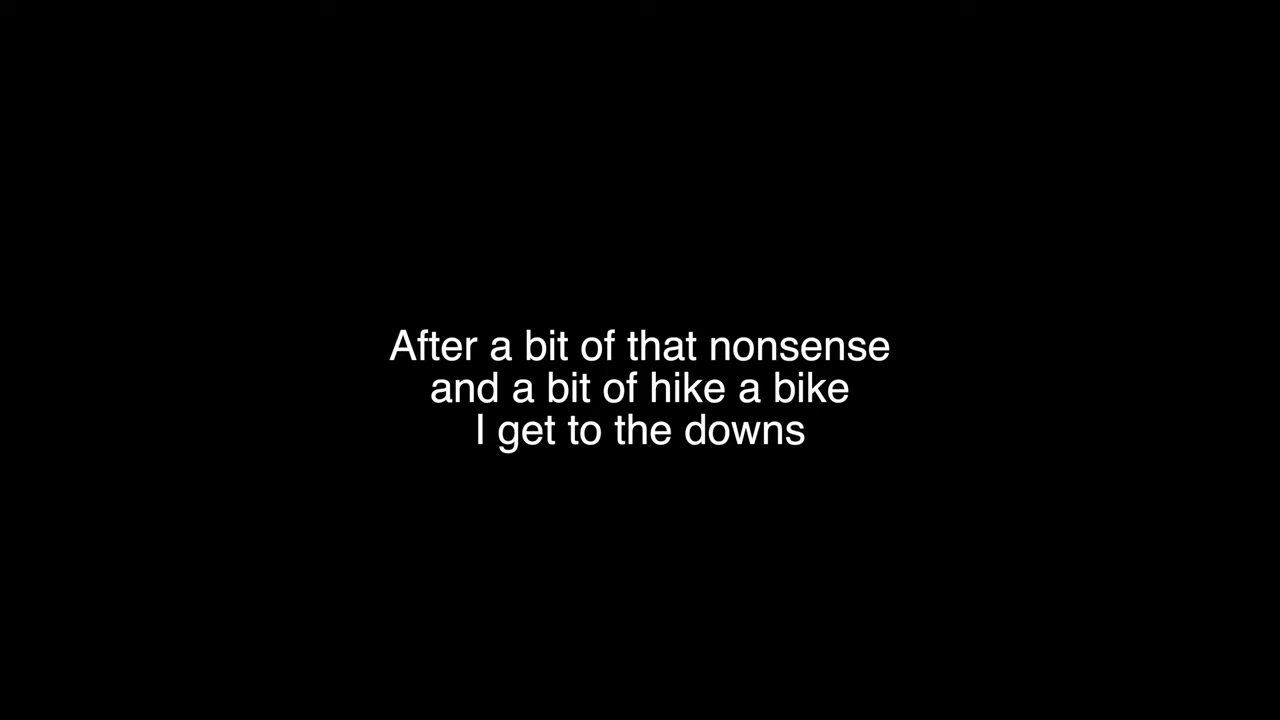 After a bit of that nonsense
and a bit of hike a bike
I get to the downs